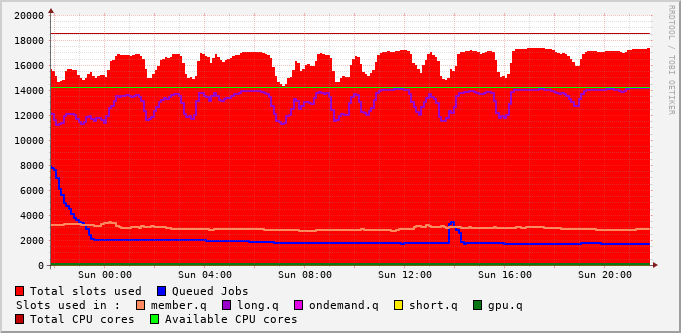 RRDTOOL / TOBI OETIKER
20000
18000
16000
14000
12000
10000
8000
6000
4000
2000
0
Sun 00:00 Sun 04:00 Sun 08:00 Sun 12:00 Sun 16:00 Sun 20:00
Total slots used Queued Jobs
Slots used in : member.q long.q ondemand.q short.q gpu.q
Total CPU cores Available CPU cores